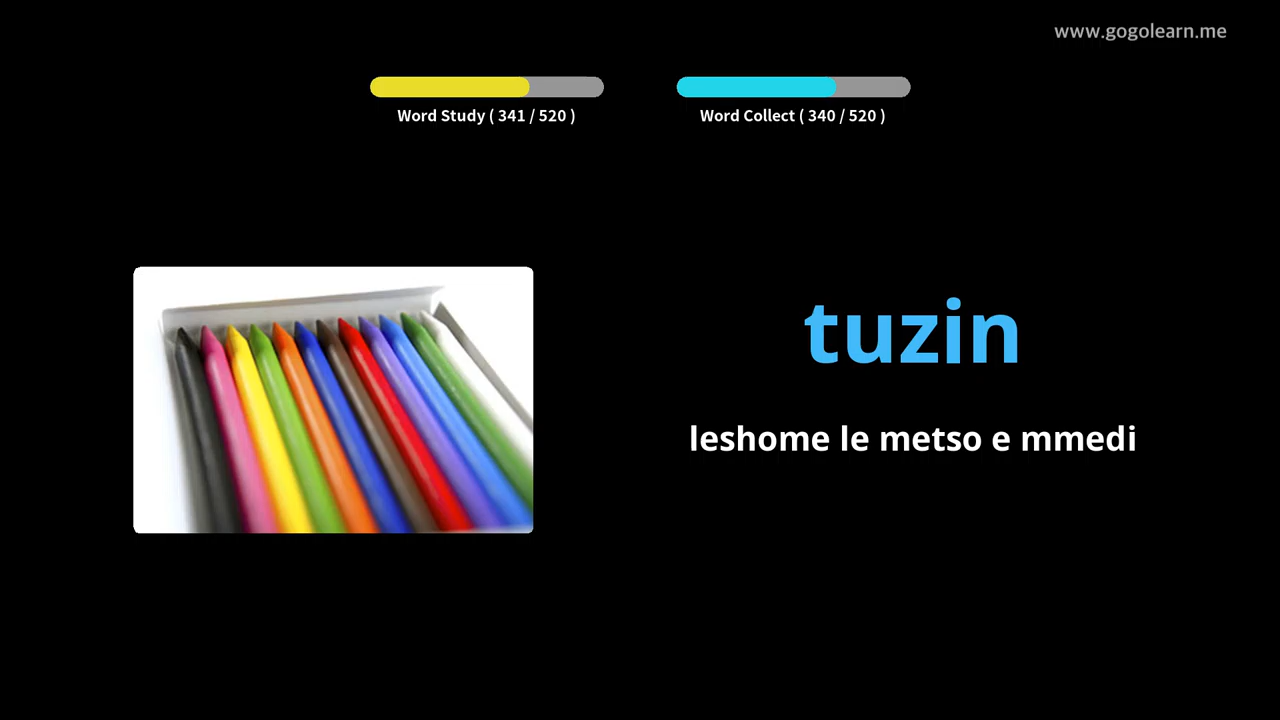 www.gogolearn.me
Word Study ( 341 / 520 )
Word Collect ( 340 / 520 )
tuzin
leshome le metso e mmedi